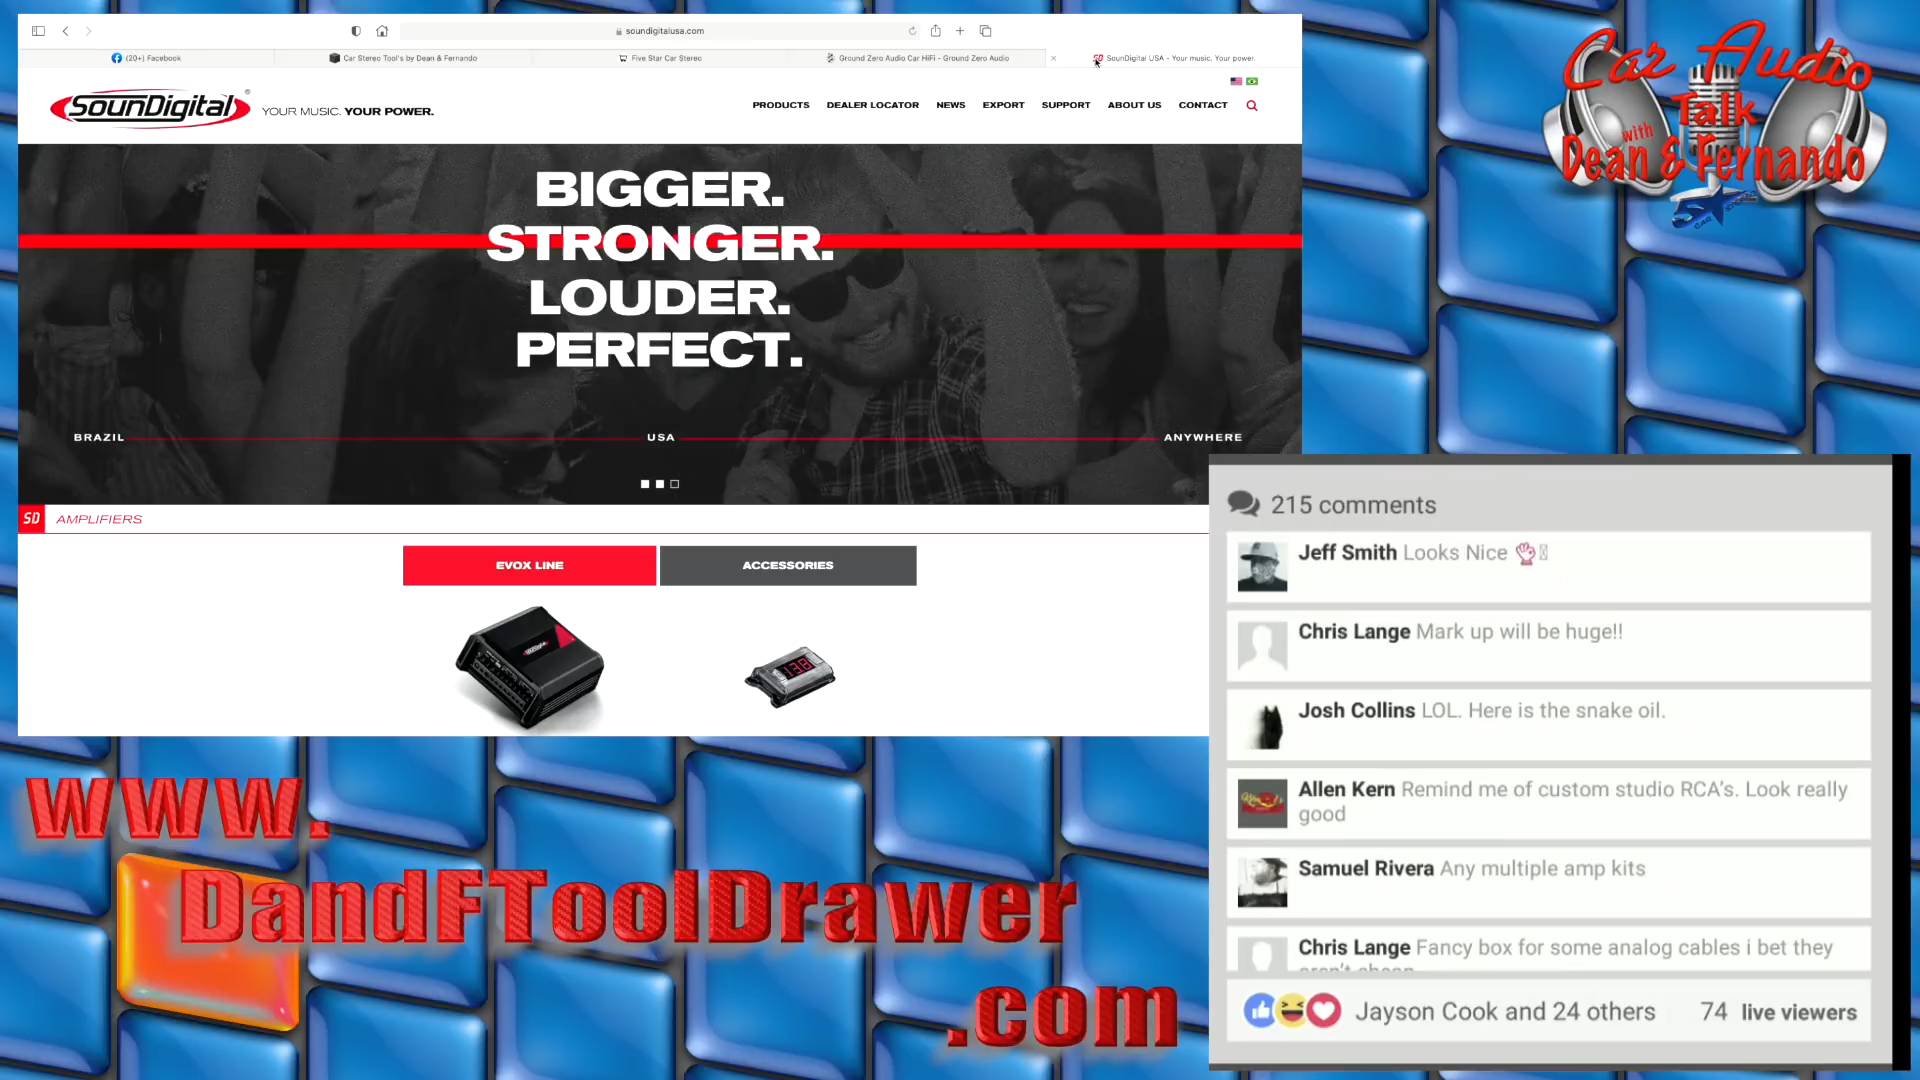 soundigitalusa.com
(20+) Facebook
Car Stereo Tool's by Dean & Fernando
Five Star Car Stereo
Ground Zero Audio Car HiFi - Ground Zero Audio
SounDigital USA - Your music. Your power.
SounDigital
YOUR MUSIC. YOUR POWER.
PRODUCTS
DEALER LOCATOR
NEWS
EXPORT
SUPPORT
ABOUT US
CONTACT
BIGGER.
STRONGER.
LOUDER.
PERFECT.
BRAZIL
USA
ANYWHERE
SD AMPLIFIERS
EVOX LINE
ACCESSORIES
SounDigital
13.8
Car Audio
Talk
with
Dean & Fernando
215 comments
Jeff Smith Looks Nice
Chris Lange Mark up will be huge!!
Josh Collins LOL. Here is the snake oil.
Allen Kern Remind me of custom studio RCA's. Look really
good
Samuel Rivera Any multiple amp kits
Chris Lange Fancy box for some analog cables i bet they
aren't cheap
Jayson Cook and 24 others
74 live viewers
www.
DandFToolDrawer
.com